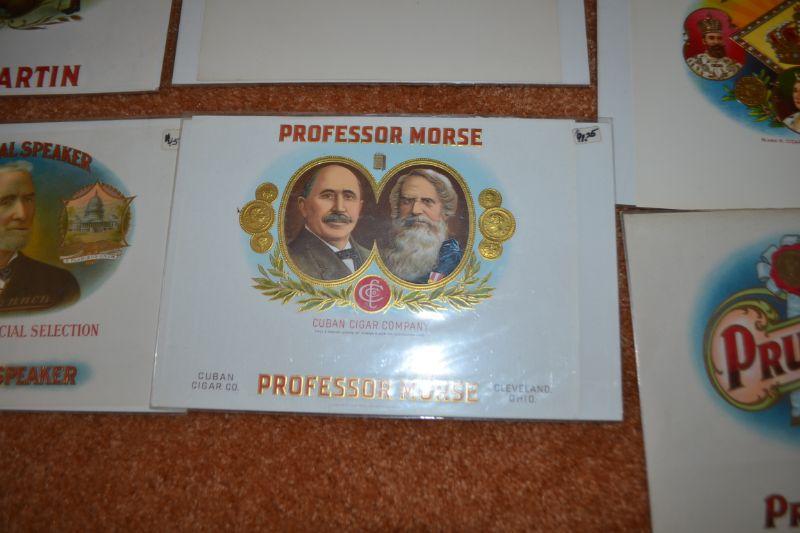 ARTIN
AL SPEAKER
CIAL SELECTION
SPEAKER
PROFESSOR MORSE
CUBAN CIGAR COMPANY
CUBAN
CIGAR CO.
PROFESSOR MORSE
CLEVELAND,
OHIO.
PRU
PR